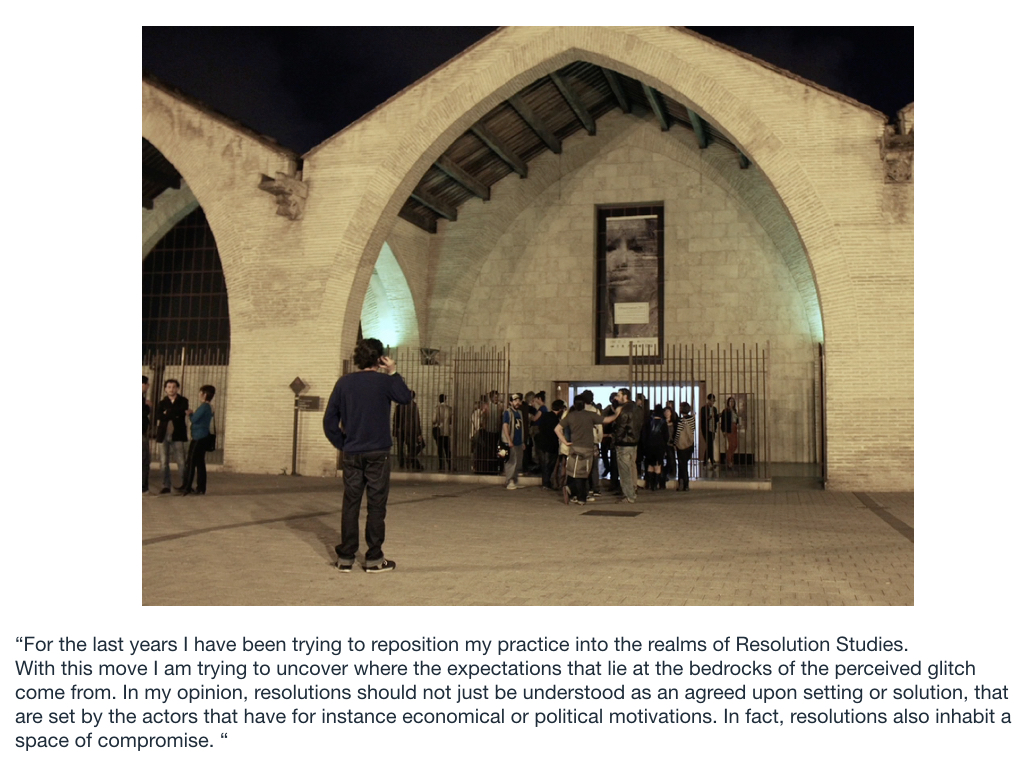 “For the last years I have been trying to reposition my practice into the realms of Resolution Studies.
With this move I am trying to uncover where the expectations that lie at the bedrocks of the perceived glitch
come from. In my opinion, resolutions should not just be understood as an agreed upon setting or solution, that
are set by the actors that have for instance economical or political motivations. In fact, resolutions also inhabit a
space of compromise. “